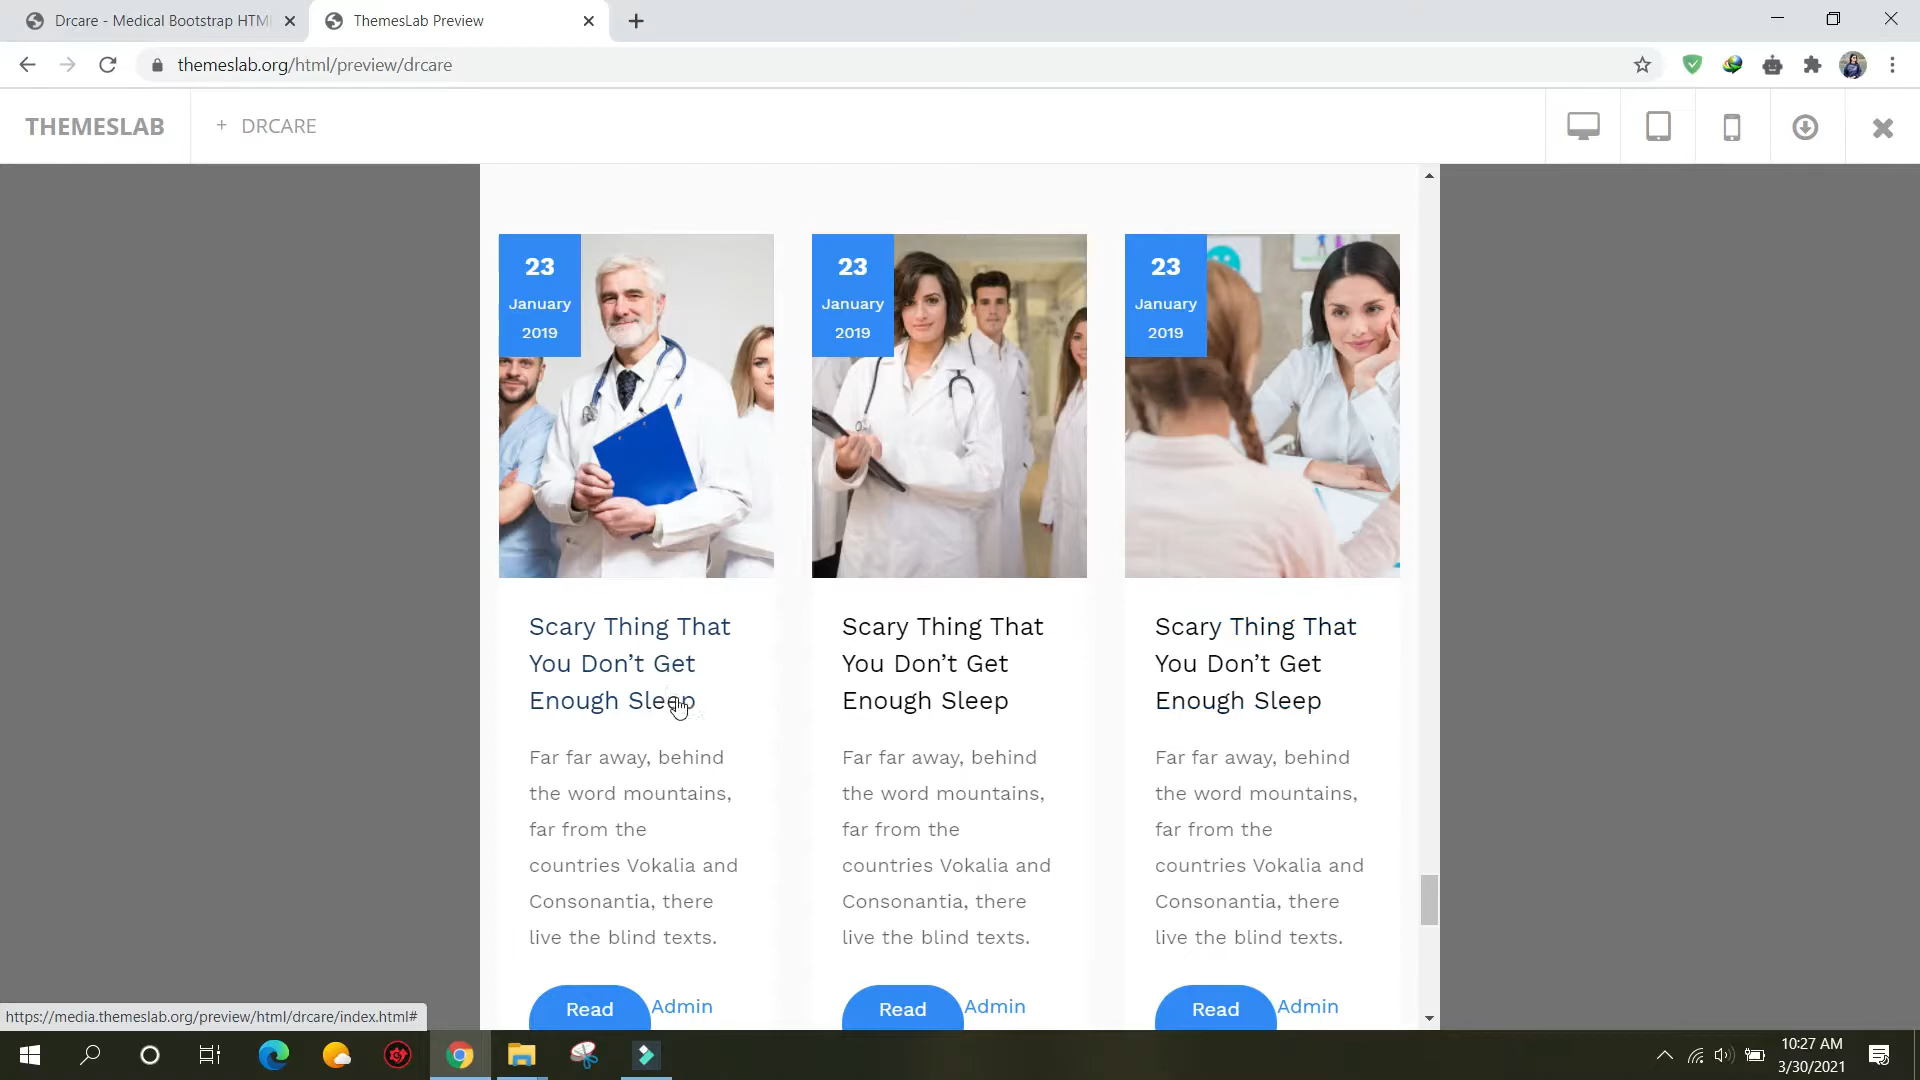 Drcare - Medical Bootstrap HTM
ThemesLab Preview
themeslab.org/html/preview/drcare
THEMESLAB
+ DRCARE
23
January
2019
23
January
2019
23
January
2019
Scary Thing That
You Don’t Get
Enough Sleep
Scary Thing That
You Don’t Get
Enough Sleep
Scary Thing That
You Don’t Get
Enough Sleep
Far far away, behind
the word mountains,
far from the
countries Vokalia and
Consonantia, there
live the blind texts.
Far far away, behind
the word mountains,
far from the
countries Vokalia and
Consonantia, there
live the blind texts.
Far far away, behind
the word mountains,
far from the
countries Vokalia and
Consonantia, there
live the blind texts.
Read Admin
Read Admin
Read Admin
https://media.themeslab.org/preview/html/drcare/index.html#
10:27 AM
3/30/2021